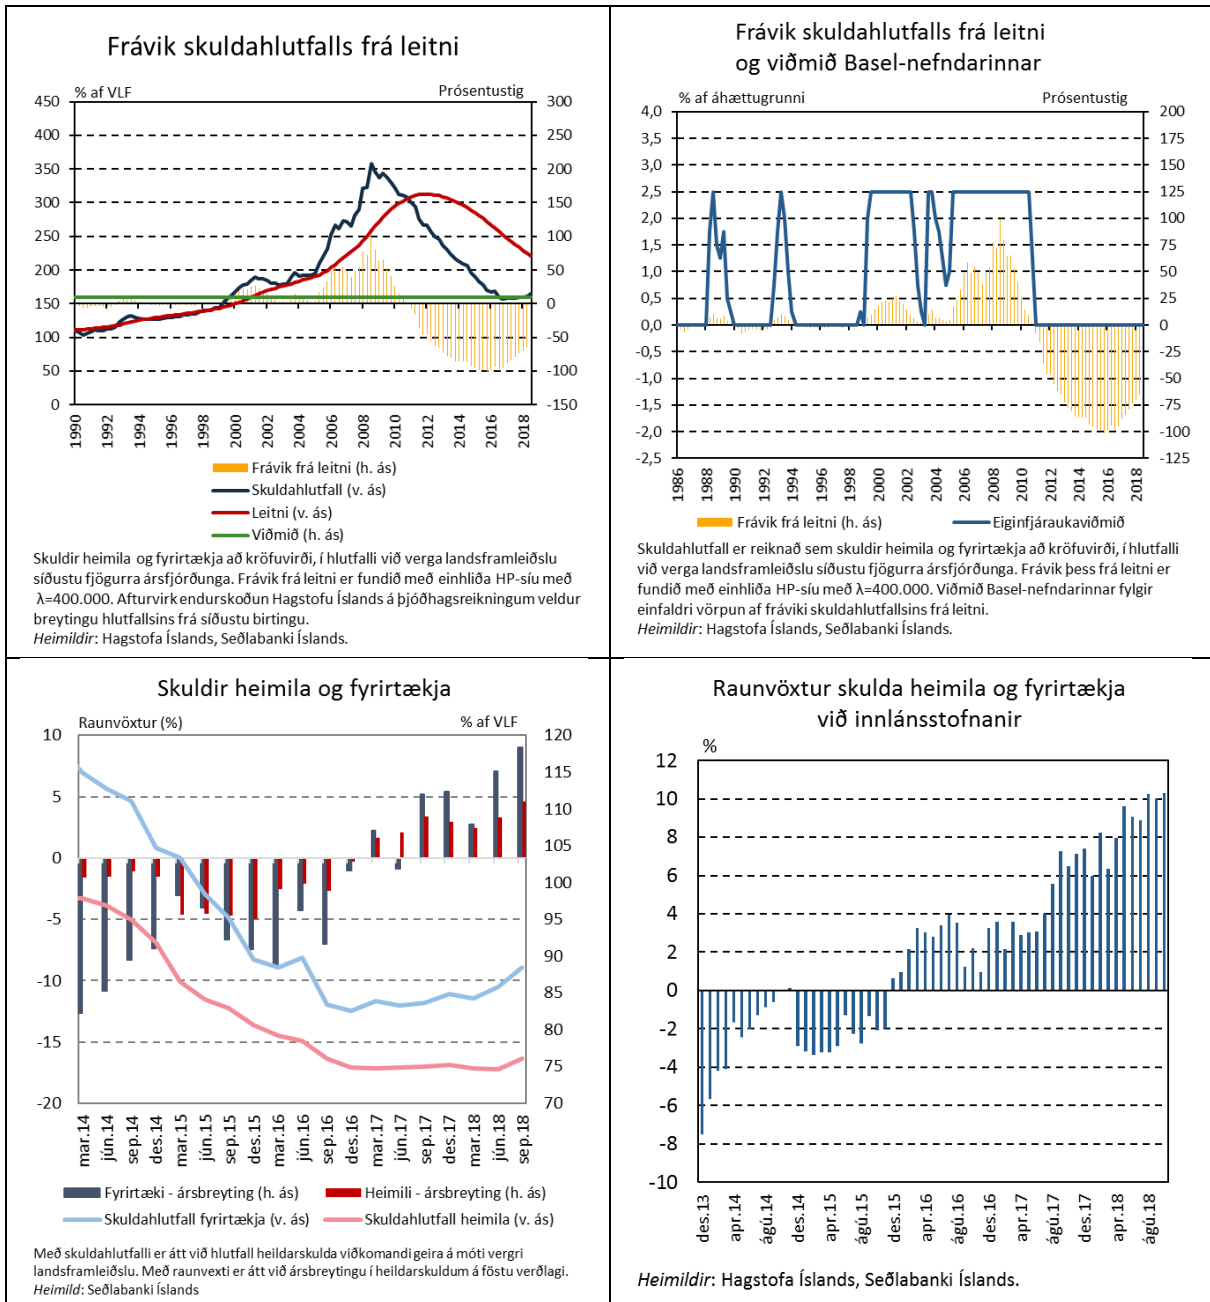 Frávik skuldahlutfalls frá leitni
% af VLF
Prósentustig
450
400
350
300
250
200
150
100
50
0
300
250
200
150
100
50
0
-50
-100
-150
1990
1992
1994
1996
1998
2000
2002
2004
2006
2008
2010
2012
2014
2016
2018
Frávik frá leitni (h. ás)
Skuldahlutfall (v. ás)
Leitni (v. ás)
Viðmið (h. ás)
Skuldir heimila og fyrirtækja að kröfuvirði, í hlutfalli við verga landsframleiðslu
síðustu fjögurra ársfjórðunga. Frávik frá leitni er fundið með einhliða HP-síu með
λ=400.000. Afturvirk endurskoðun Hagstofu Íslands á þjóðhagsreikningum veldur
breytingu hlutfallsins frá síðustu birtingu.
Heimildir: Hagstofa Íslands, Seðlabanki Íslands.
Frávik skuldahlutfalls frá leitni
og viðmið Basel-nefndarinnar
% af áhættugrunni
Prósentustig
4,0
3,5
3,0
2,5
2,0
1,5
1,0
0,5
0,0
-0,5
-1,0
-1,5
-2,0
-2,5
200
175
150
125
100
75
50
25
0
-25
-50
-75
-100
-125
1986
1988
1990
1992
1994
1996
1998
2000
2002
2004
2006
2008
2010
2012
2014
2016
2018
Frávik frá leitni (h. ás)
Eiginfjáraukaviðmið
Skuldahlutfall er reiknað sem skuldir heimila og fyrirtækja að kröfuvirði, í hlutfalli
við verga landsframleiðslu síðustu fjögurra ársfjórðunga. Frávik þess frá leitni er
fundið með einhliða HP-síu með λ=400.000. Viðmið Basel-nefndarinnar fylgir
einfaldri vörpun af fráviki skuldahlutfallsins frá leitni.
Heimildir: Hagstofa Íslands, Seðlabanki Íslands.
Skuldir heimila og fyrirtækja
Raunvöxtur (%)
% af VLF
10
5
0
-5
-10
-15
-20
120
115
110
105
100
95
90
85
80
75
70
mar.14
jún.14
sep.14
des.14
mar.15
jún.15
sep.15
des.15
mar.16
jún.16
sep.16
des.16
mar.17
jún.17
sep.17
des.17
mar.18
jún.18
sep.18
Fyrirtæki - ársbreyting (h. ás)
Heimili - ársbreyting (h. ás)
Skuldahlutfall fyrirtækja (v. ás)
Skuldahlutfall heimila (v. ás)
Með skuldahlutfalli er átt við hlutfall heildarskulda viðkomandi geira á móti vergri
landsframleiðslu. Með raunvexti er átt við ársbreytingu í heildarskuldum á föstu verðlagi.
Heimild: Seðlabanki Íslands
Raunvöxtur skulda heimila og fyrirtækja
við innlánsstofnanir
%
12
10
8
6
4
2
0
-2
-4
-6
-8
-10
des.13
apr.14
ágú.14
des.14
apr.15
ágú.15
des.15
apr.16
ágú.16
des.16
apr.17
ágú.17
des.17
apr.18
ágú.18
Heimildir: Hagstofa Íslands, Seðlabanki Íslands.